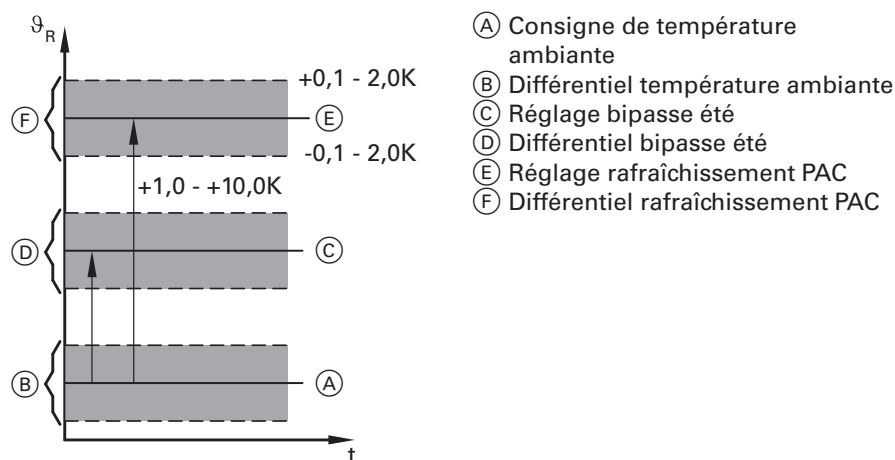 ϑR
+0,1 - 2,0K
F
E
-0,1 - 2,0K
+1,0 - +10,0K
D
C
B
A
t
A Consigne de température
ambiante
B Différentiel température ambiante
C Réglage bipasse été
D Différentiel bipasse été
E Réglage rafraîchissement PAC
F Différentiel rafraîchissement PAC